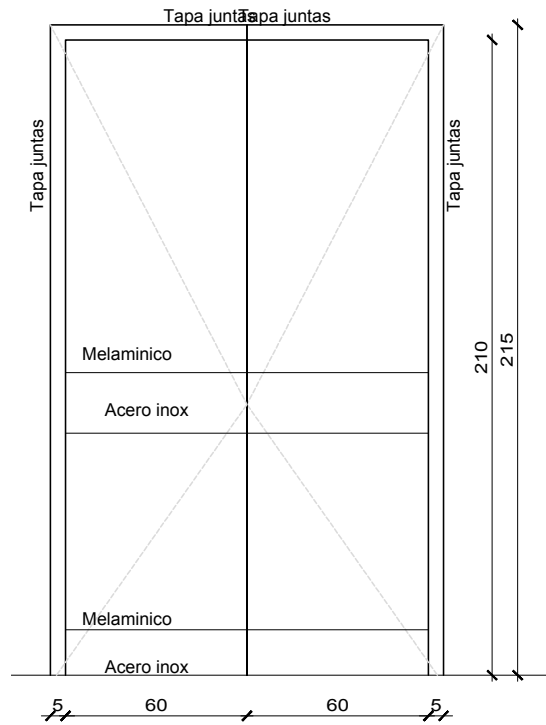 Tapa juntas Tapa juntas
Tapa juntas
Tapa juntas
Melaminico
Acero inox
210
215
Melaminico
Acero inox
5 60 60 5